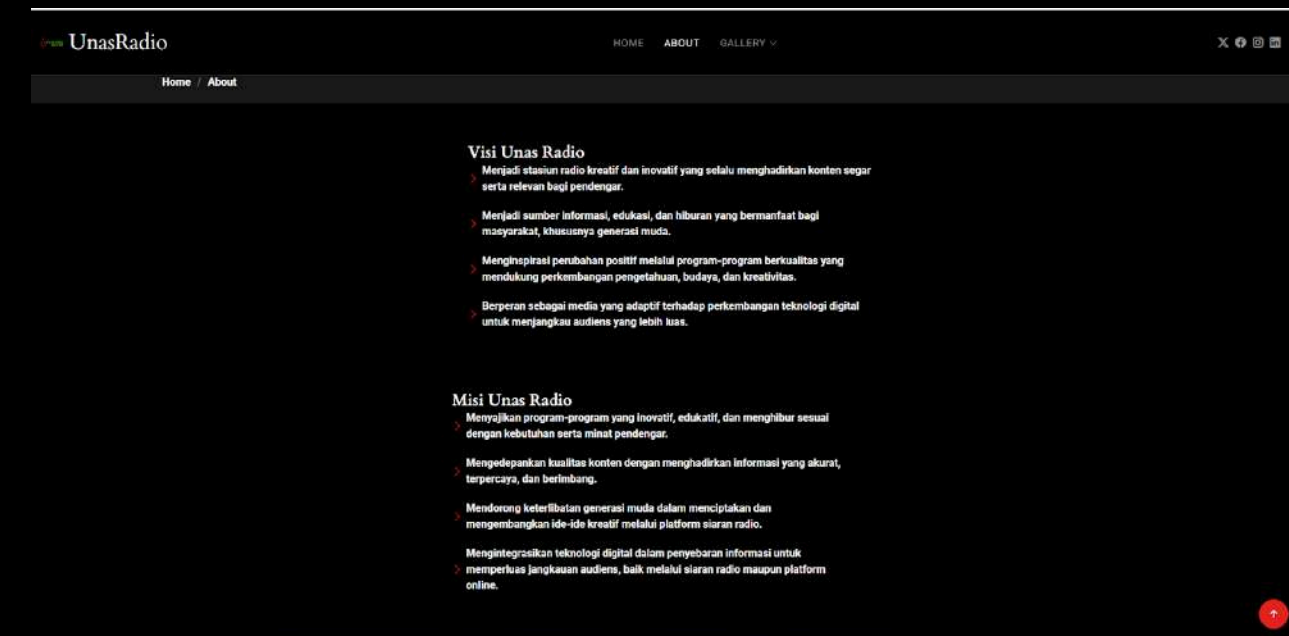 UnasRadio
HOME ABOUT GALLERY
Home / About
Visi Unas Radio
Menjadi stasiun radio kreatif dan inovatif yang selalu menghadirkan konten segar
serta relevan bagi pendengar.
Menjadi sumber informasi, edukasi, dan hiburan yang bermanfaat bagi
masyarakat, khususnya generasi muda.
Menginspirasi perubahan positif melalui program-program berkualitas yang
mendukung perkembangan pengetahuan, budaya, dan kreativitas.
Berperan sebagai media yang adaptif terhadap perkembangan teknologi digital
untuk menjangkau audiens yang lebih luas.
Misi Unas Radio
Menyajikan program-program yang inovatif, edukatif, dan menghibur sesuai
dengan kebutuhan serta minat pendengar.
Mengedepankan kualitas konten dengan menghadirkan informasi yang akurat,
terpercaya, dan berimbang.
Mendorong keterlibatan generasi muda dalam menciptakan dan
mengembangkan ide-ide kreatif melalui platform siaran radio.
Mengintegrasikan teknologi digital dalam penyebaran informasi untuk
memperluas jangkauan audiens, baik melalui siaran radio maupun platform
online.